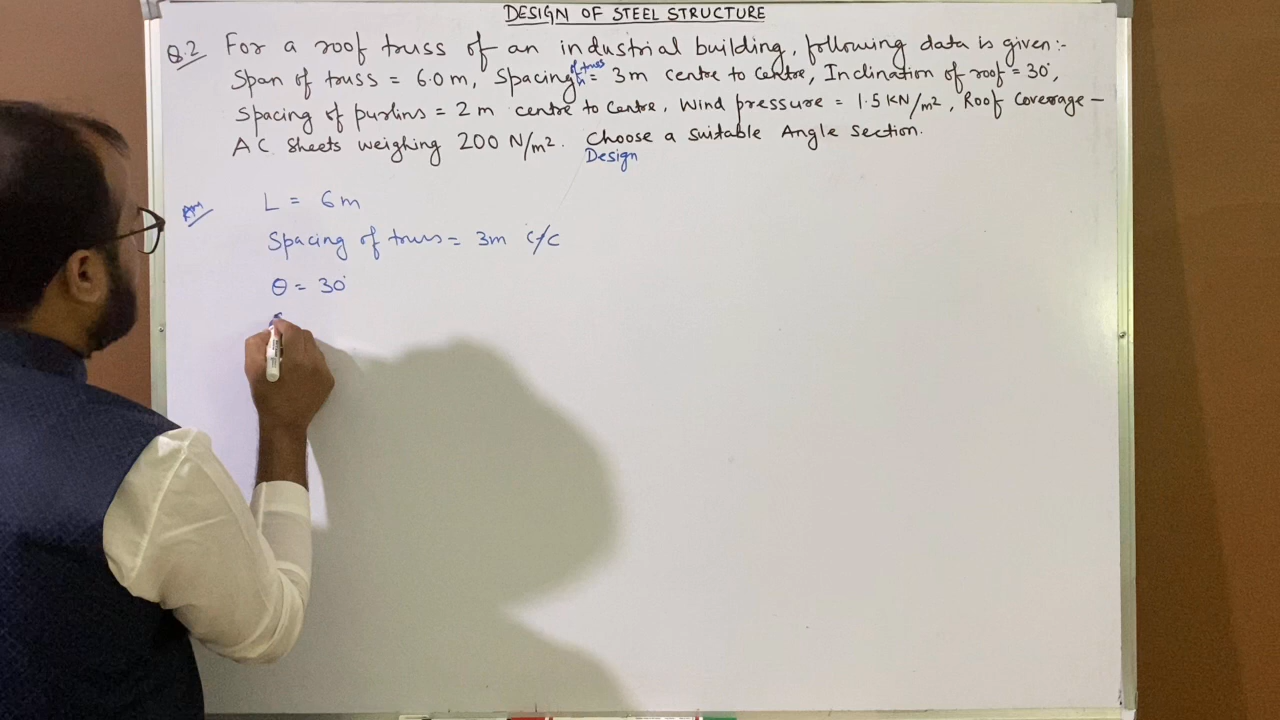 DESIGN OF STEEL STRUCTURE
Q.2 For a roof truss of an industrial building, following data is given:-
Span of truss = 6.0 m, Spacing of truss = 3m centre to centre, Inclination of roof = 30°,
Spacing of purlins = 2 m centre to centre, Wind pressure = 1.5 KN/m², Roof Coverage -
AC Sheets weighing 200 N/m². Choose a suitable Angle section.
Design
Ans L = 6m
Spacing of truss = 3m c/c
θ = 30°